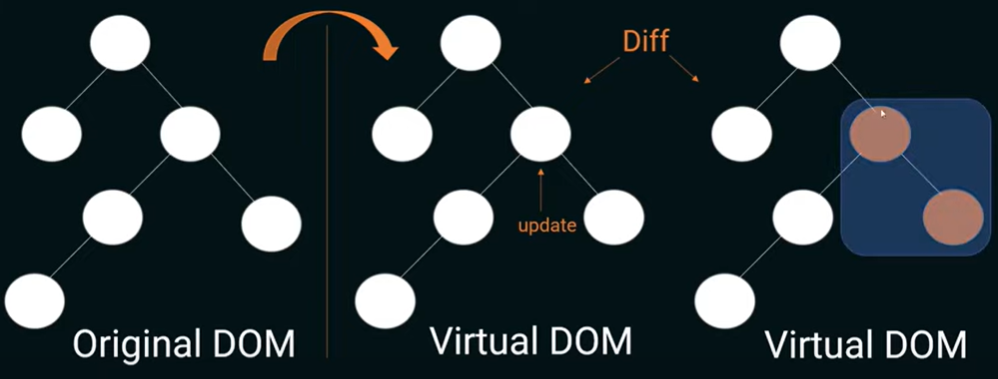 Diff
update
Original DOM
Virtual DOM
Virtual DOM